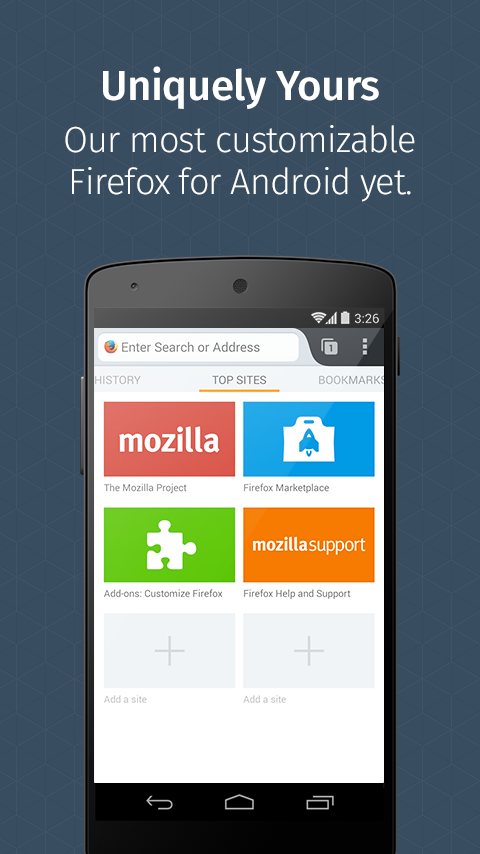 Uniquely Yours
Our most customizable
Firefox for Android yet.
3:26
Enter Search or Address
1
HISTORY
TOP SITES
BOOKMARKS
mozilla
The Mozilla Project
Firefox Marketplace
mozilla support
Add-ons: Customize Firefox
Firefox Help and Support
Add a site
Add a site